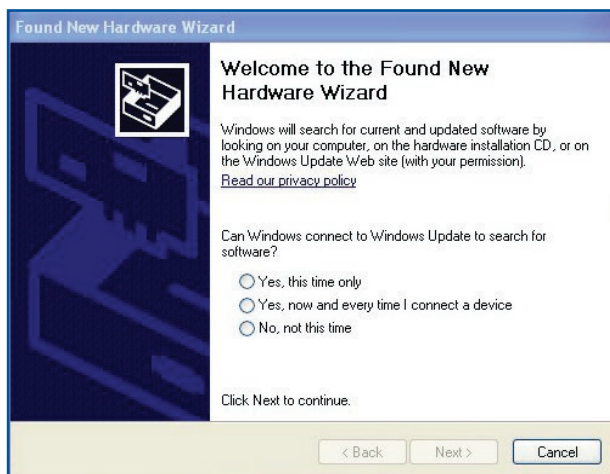 Found New Hardware Wizard
Welcome to the Found New
Hardware Wizard
Windows will search for current and updated software by
looking on your computer, on the hardware installation CD, or on
the Windows Update Web site (with your permission).
Read our privacy policy
Can Windows connect to Windows Update to search for
software?
Yes, this time only
Yes, now and every time I connect a device
No, not this time
Click Next to continue.
< Back
Next >
Cancel